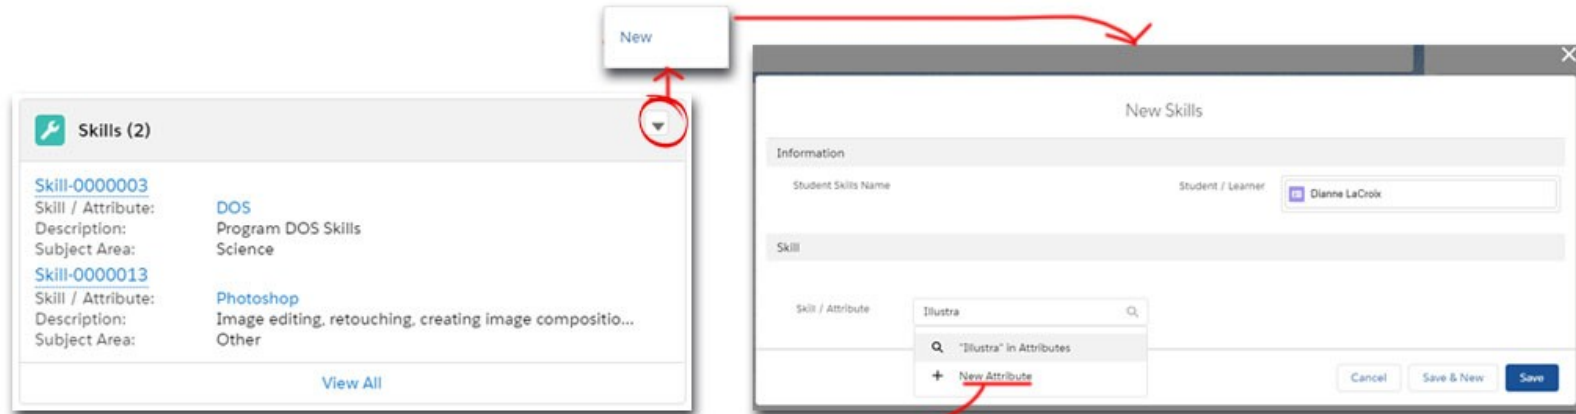 New
Skills (2)
Skill-0000003
Skill / Attribute: DOS
Description: Program DOS Skills
Subject Area: Science
Skill-0000013
Skill / Attribute: Photoshop
Description: Image editing, retouching, creating image compositio...
Subject Area: Other
View All
New Skills
Information
Student Skills Name
Student / Learner Dianne LaCroix
Skill
Skill / Attribute Illustra
"Illustra" in Attributes
+ New Attribute
Cancel Save & New Save